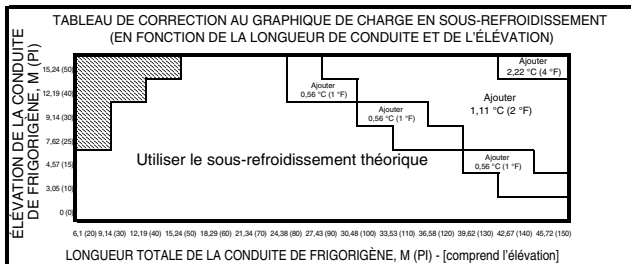 TABLEAU DE CORRECTION AU GRAPHIQUE DE CHARGE EN SOUS-REFROIDISSEMENT
(EN FONCTION DE LA LONGUEUR DE CONDUITE ET DE L'ÉLÉVATION)
ÉLÉVATION DE LA CONDUITE
DE FRIGORIGÈNE, M (PI)
15,24 (50)
12,19 (40)
9,14 (30)
7,62 (25)
4,57 (15)
3,05 (10)
0 (0)
Ajouter
2,22 °C (4 °F)
Ajouter
0,56 °C (1 °F)
Ajouter
0,56 °C (1 °F)
Ajouter
1,11 °C (2 °F)
Utiliser le sous-refroidissement théorique
Ajouter
0,56 °C (1 °F)
6,1 (20) 9,14 (30) 12,19 (40) 15,24 (50) 18,29 (60) 21,34 (70) 24,38 (80) 27,43 (90) 30,48 (100) 33,53 (110) 36,58 (120) 39,62 (130) 42,67 (140) 45,72 (150)
LONGUEUR TOTALE DE LA CONDUITE DE FRIGORIGÈNE, M (PI) - [comprend l'élévation]